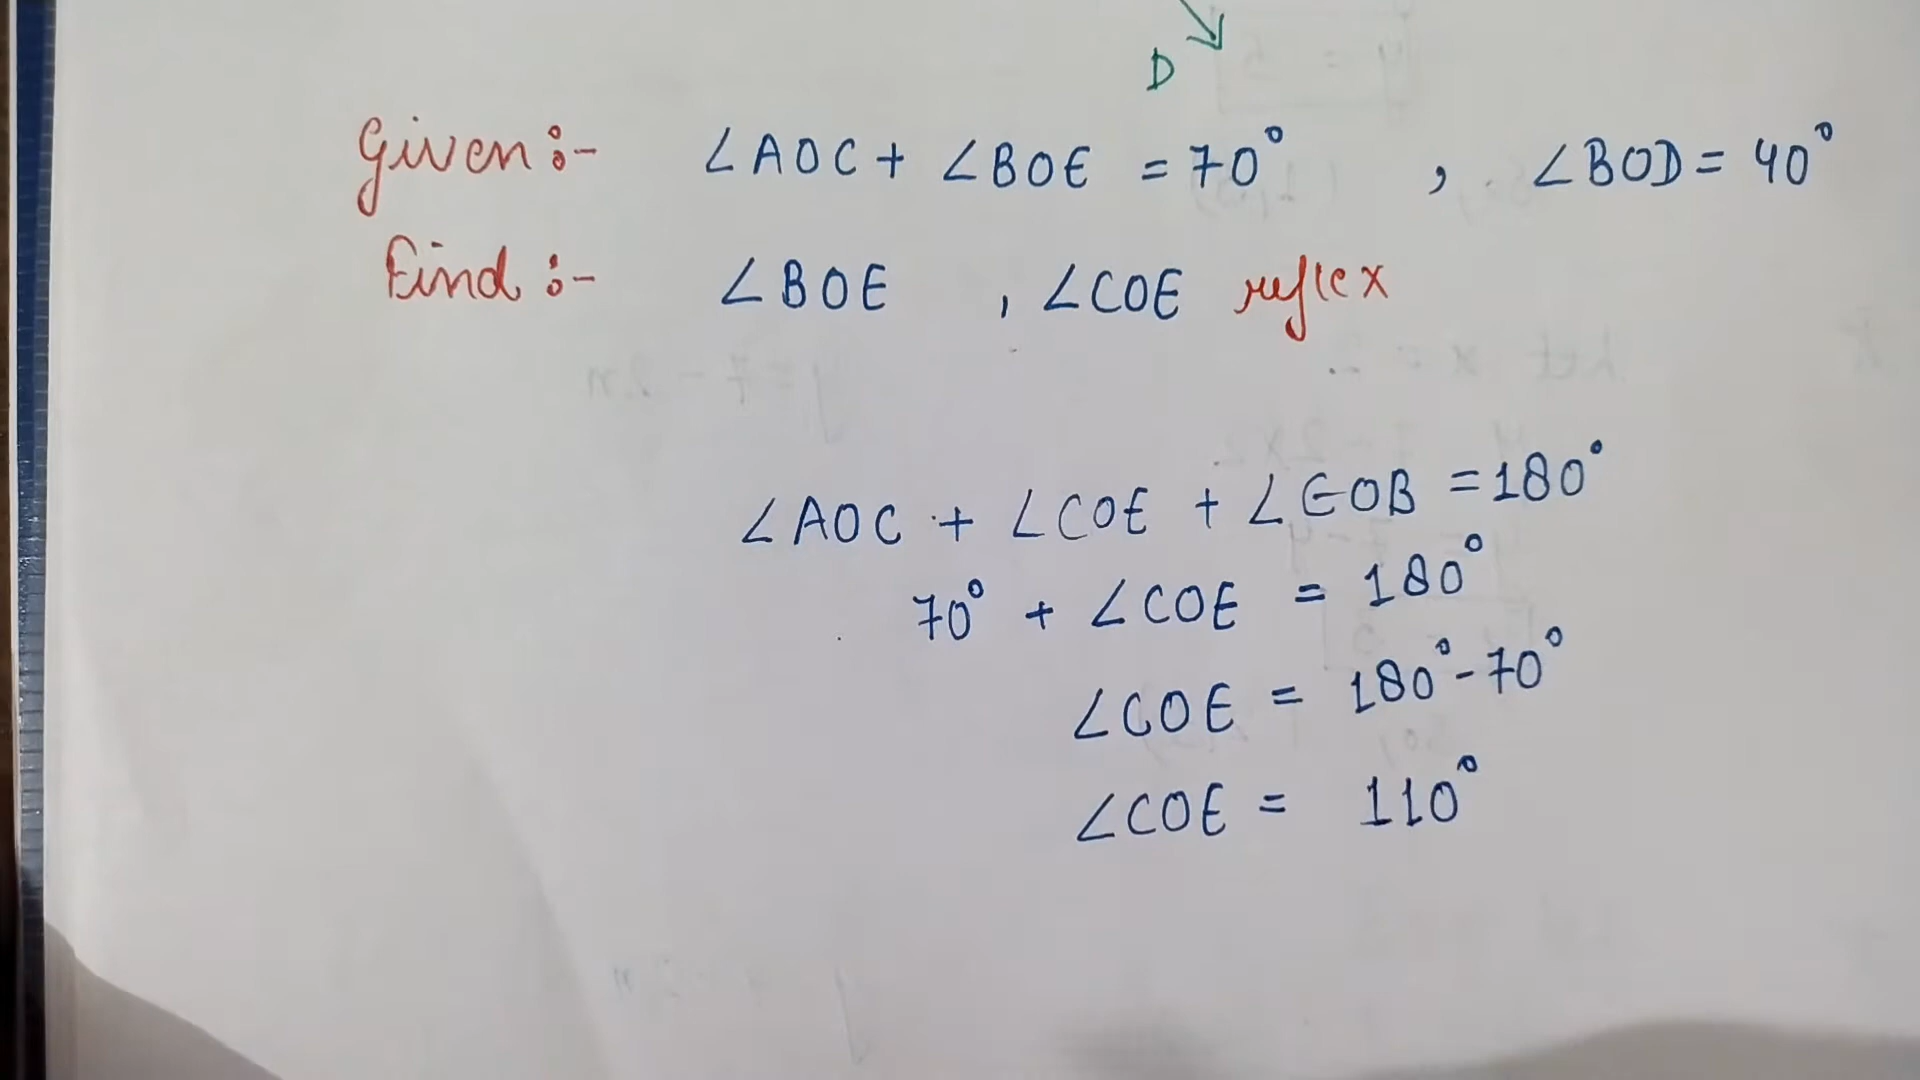 D
Given :- ∠AOC + ∠BOE = 70° , ∠BOD = 40°
Find :- ∠BOE , ∠COE reflex
∠AOC + ∠COE + ∠EOB = 180°
70° + ∠COE = 180°
∠COE = 180° - 70°
∠COE = 110°